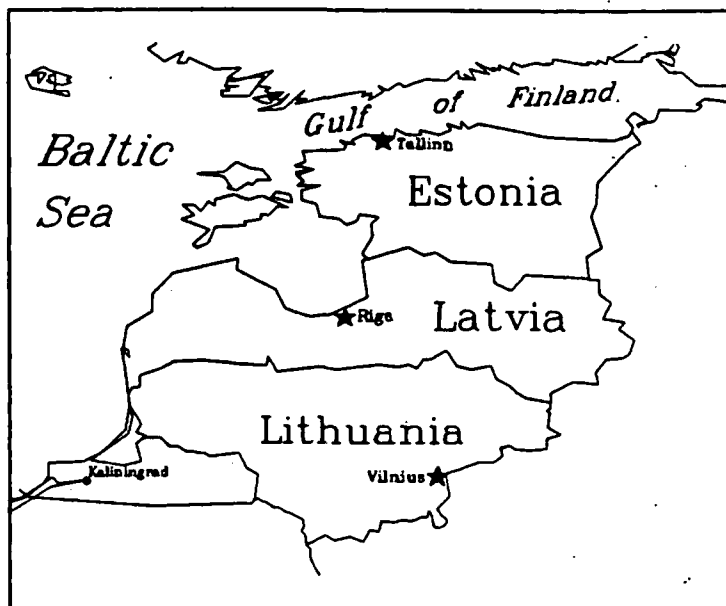 Gulf of Finland.
Baltic
Sea
Tallinn
Estonia
Riga
Latvia
Lithuania
Kaliningrad
Vilnius